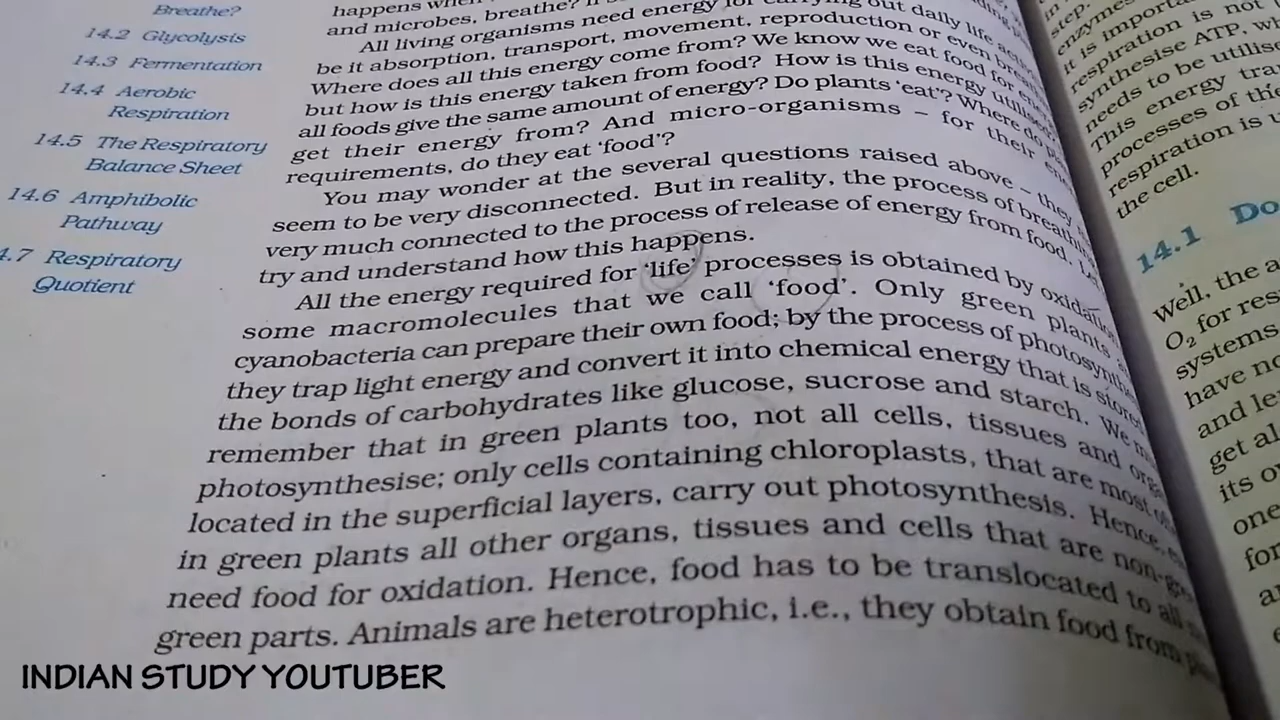 Breathe?
14.2 Glycolysis
14.3 Fermentation
14.4 Aerobic
Respiration
14.5 The Respiratory
Balance Sheet
14.6 Amphibolic
Pathway
4.7 Respiratory
Quotient
happens when
and microbes, breathe?
All living organisms need energy for carrying out daily life
be it absorption, transport, movement, reproduction or even
Where does all this energy come from? We know we eat food for
but how is this energy taken from food? How is this energy utilised?
all foods give the same amount of energy? Do plants 'eat'? Where do
get their energy from? And micro-organisms – for their
requirements, do they eat 'food'?
You may wonder at the several questions raised above – they
seem to be very disconnected. But in reality, the process of
very much connected to the process of release of energy from food.
try and understand how this happens.
All the energy required for 'life' processes is obtained by oxidation
some macromolecules that we call 'food'. Only green plants
cyanobacteria can prepare their own food; by the process of
they trap light energy and convert it into chemical energy that is stored
the bonds of carbohydrates like glucose, sucrose and starch. We
remember that in green plants too, not all cells, tissues and
photosynthesise; only cells containing chloroplasts, that are most
located in the superficial layers, carry out photosynthesis. Hence,
in green plants all other organs, tissues and cells that are
need food for oxidation. Hence, food has to be translocated to all
green parts. Animals are heterotrophic, i.e., they obtain food from
step.
enzymes
it is
respiration is not
synthesise ATP,
needs to be
This energy
processes of
respiration is
the cell.
14.1 Do
Well, the
O₂ for
systems
have
and
get
its
INDIAN STUDY YOUTUBER